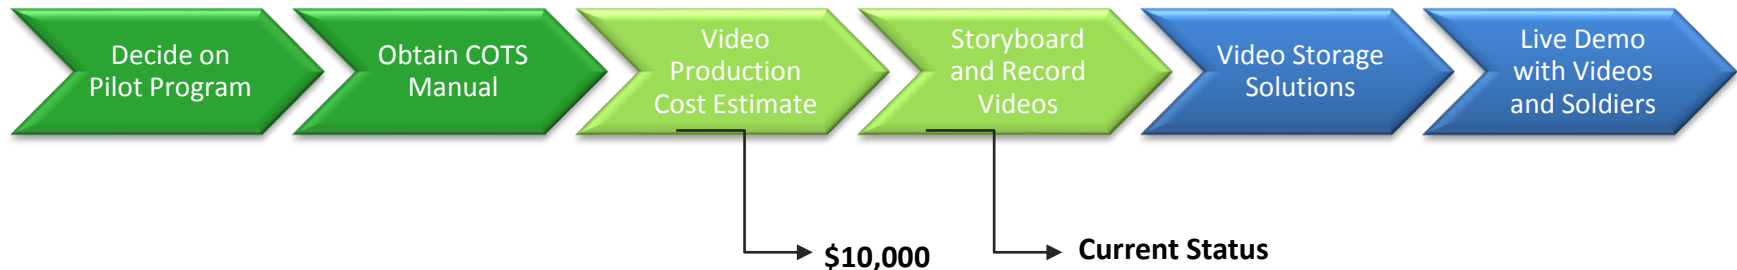 Decide on
Pilot Program
Obtain COTS
Manual
Video
Production
Cost Estimate
Storyboard
and Record
Videos
Video Storage
Solutions
Live Demo
with Videos
and Soldiers
$10,000
Current Status